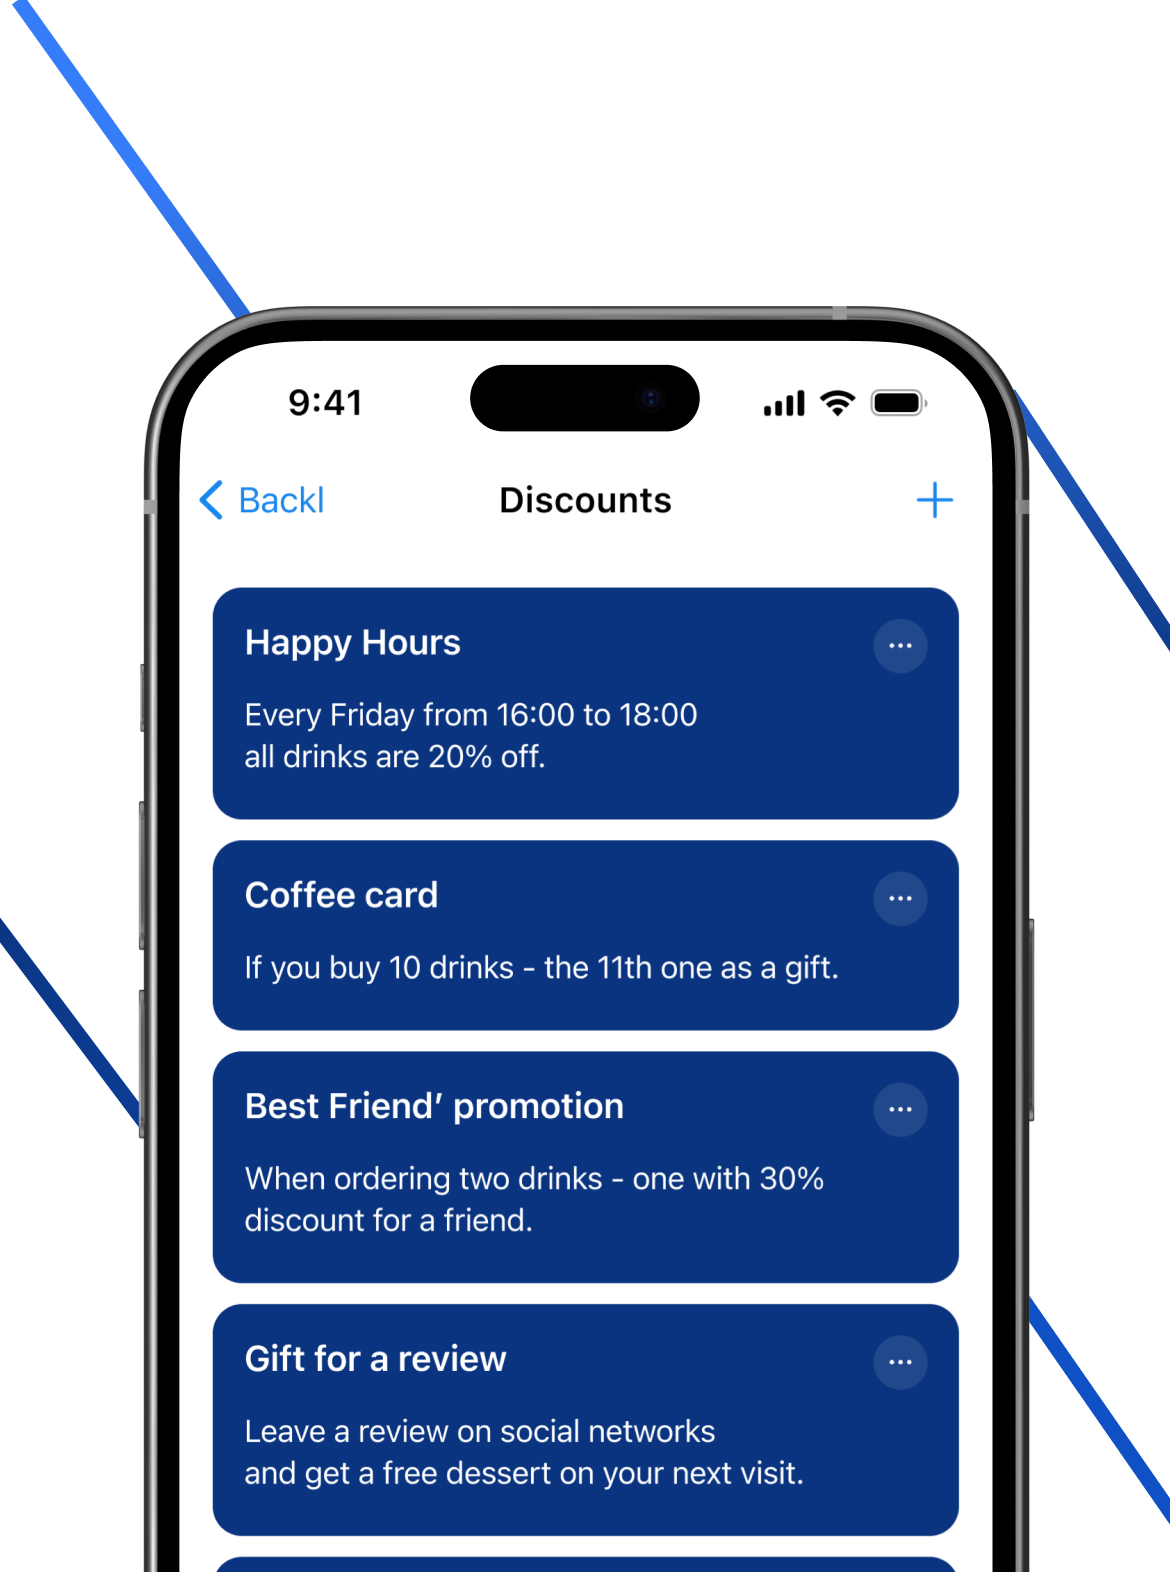 9:41
Backl
Discounts
Happy Hours
Every Friday from 16:00 to 18:00
all drinks are 20% off.
Coffee card
If you buy 10 drinks - the 11th one as a gift.
Best Friend’ promotion
When ordering two drinks - one with 30%
discount for a friend.
Gift for a review
Leave a review on social networks
and get a free dessert on your next visit.